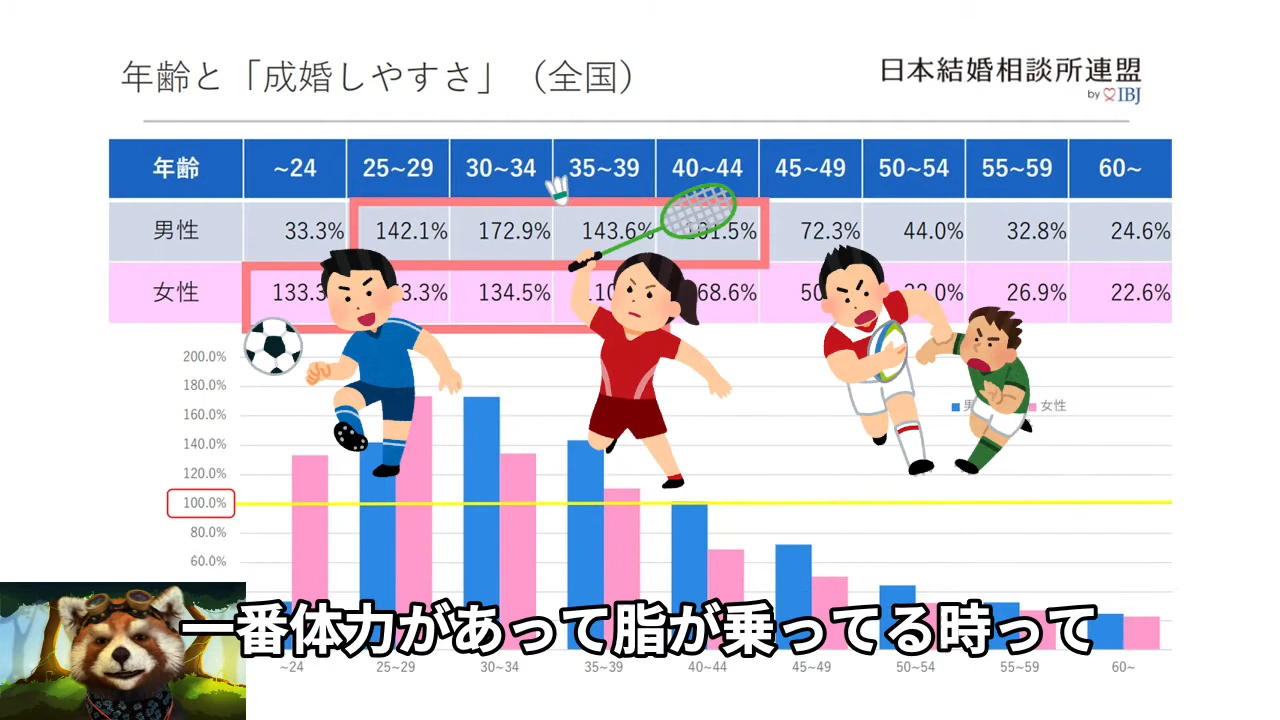 年齢と「成婚しやすさ」（全国）
日本結婚相談所連盟
by IBJ
年齢 ~24 25~29 30~34 35~39 40~44 45~49 50~54 55~59 60~
男性 33.3% 142.1% 172.9% 143.6% 72.3% 44.0% 32.8% 24.6%
女性 134.5% 68.6% 26.9% 22.6%
200.0%
180.0%
160.0%
140.0%
120.0%
100.0%
80.0%
60.0%
女性
一番体力があって脂が乗ってる時って
~24 25~29 30~34 35~39 40~44 45~49 50~54 55~59 60~